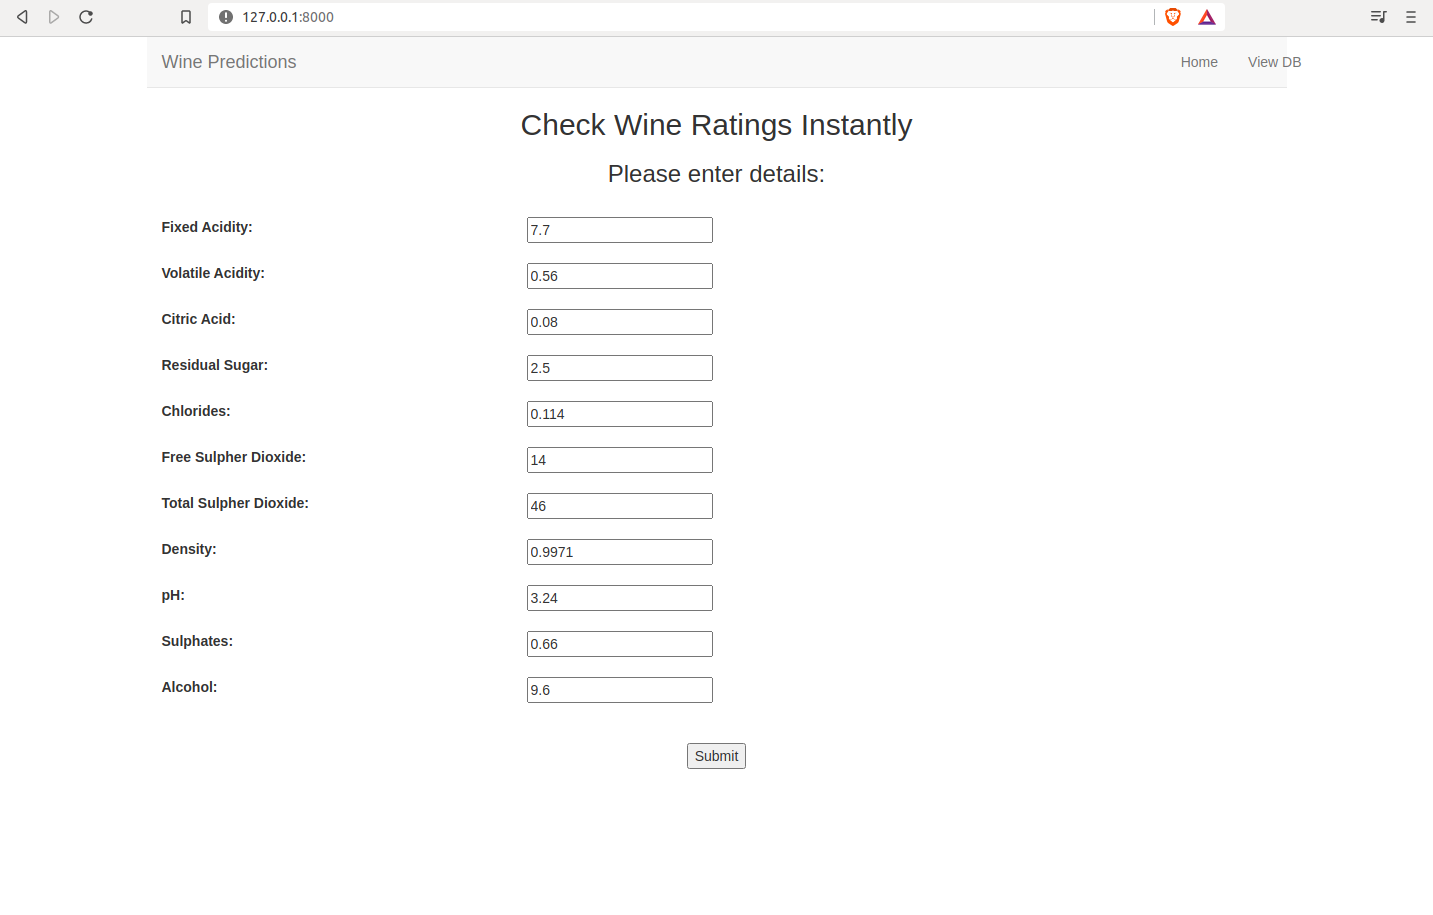 127.0.0.1:8000
Wine Predictions Home View DB
Check Wine Ratings Instantly
Please enter details:
Fixed Acidity: 7.7
Volatile Acidity: 0.56
Citric Acid: 0.08
Residual Sugar: 2.5
Chlorides: 0.114
Free Sulpher Dioxide: 14
Total Sulpher Dioxide: 46
Density: 0.9971
pH: 3.24
Sulphates: 0.66
Alcohol: 9.6
Submit